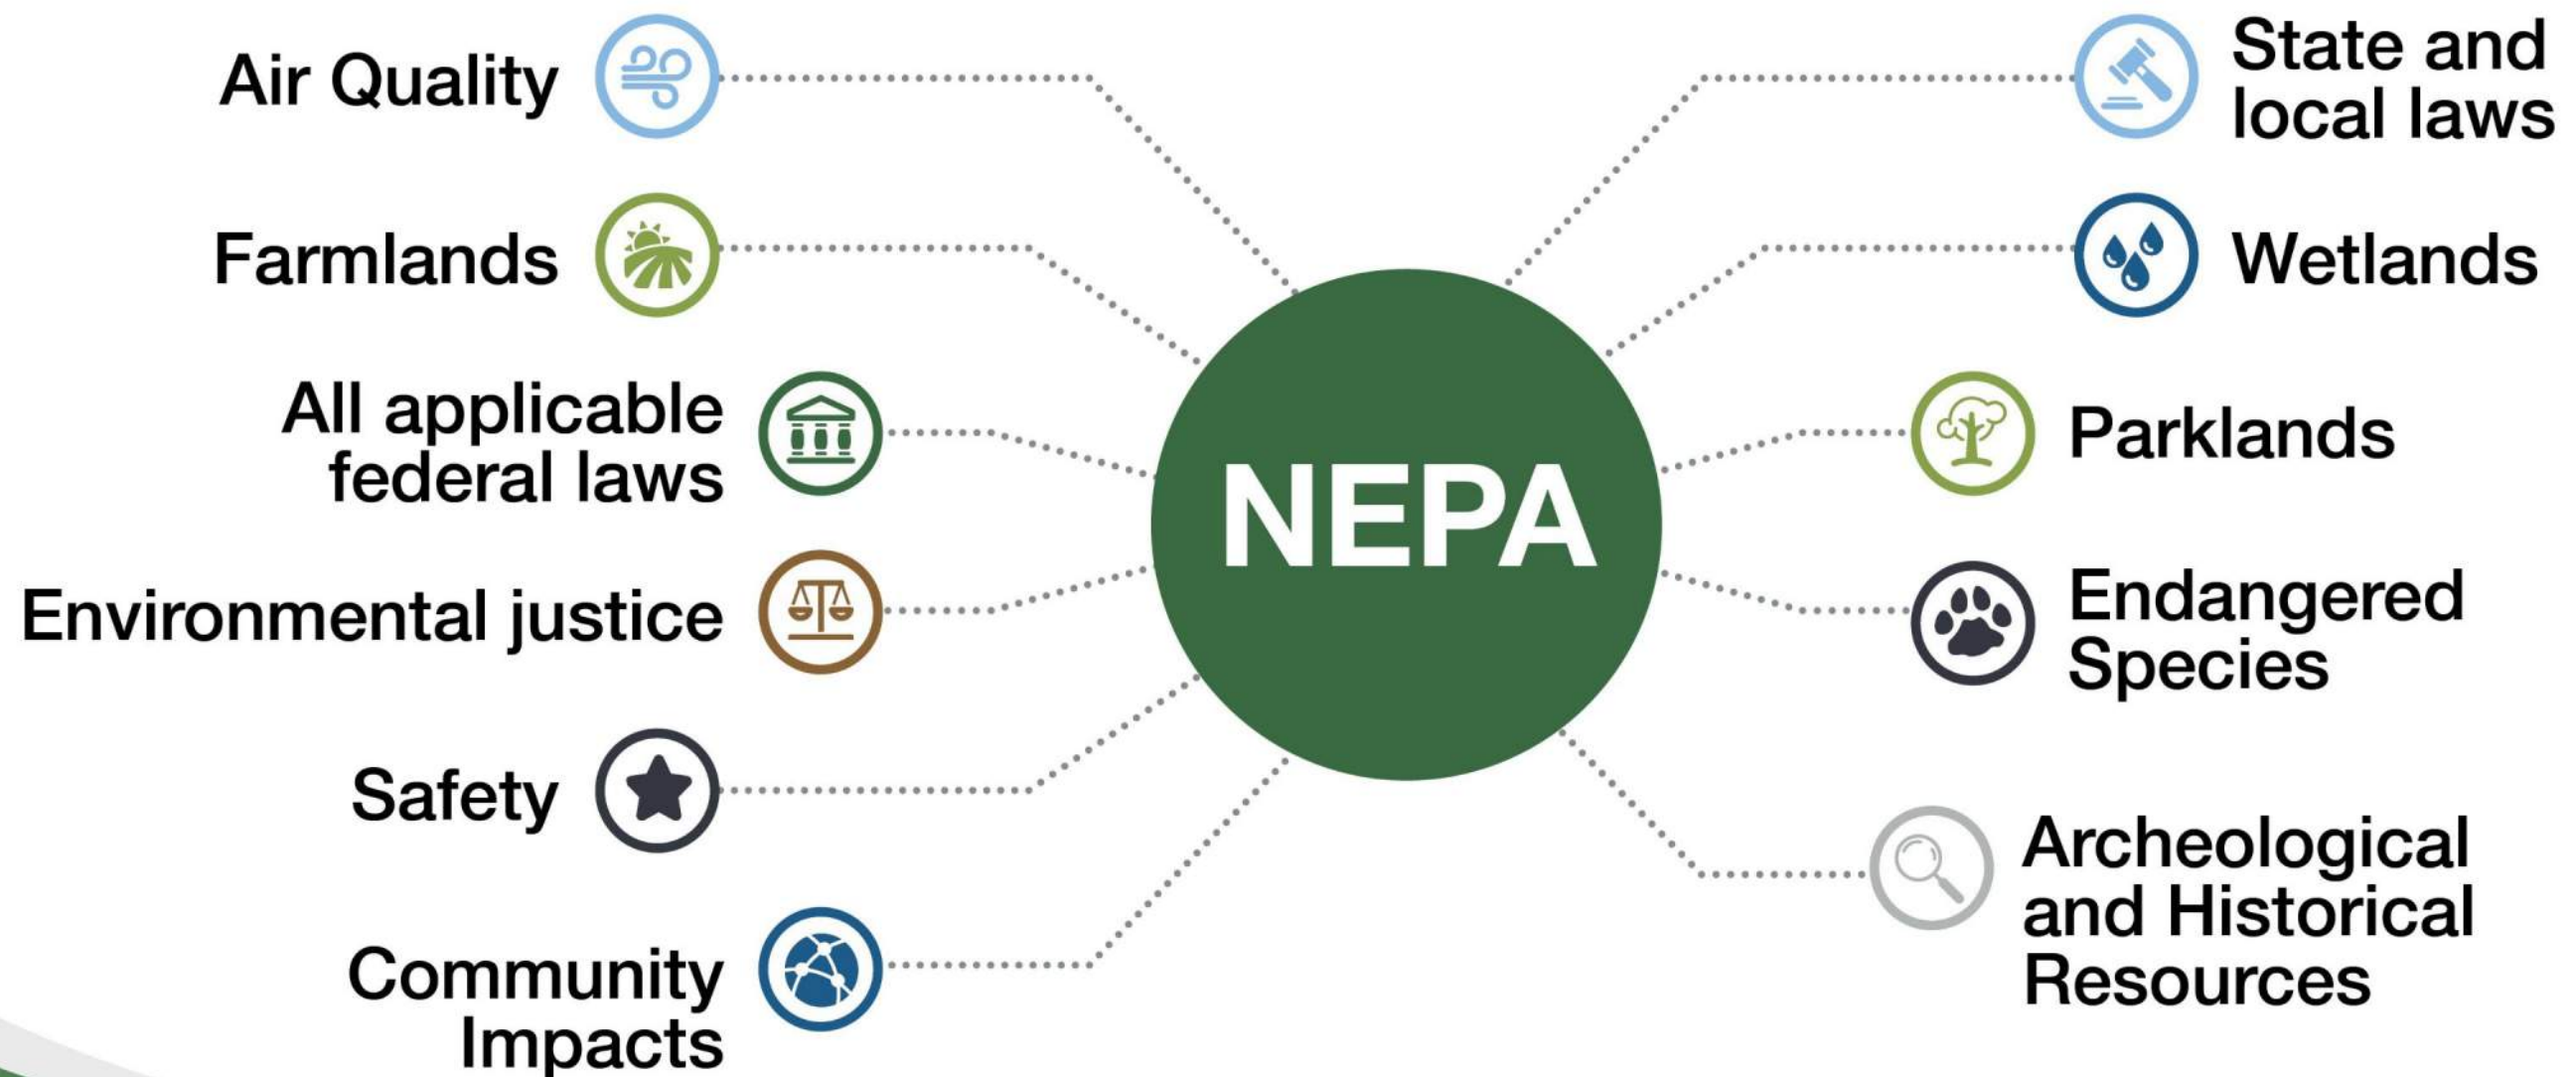 Air Quality
Farmlands
All applicable
federal laws
Environmental justice
Safety
Community
Impacts
NEPA
State and
local laws
Wetlands
Parklands
Endangered
Species
Archeological
and Historical
Resources